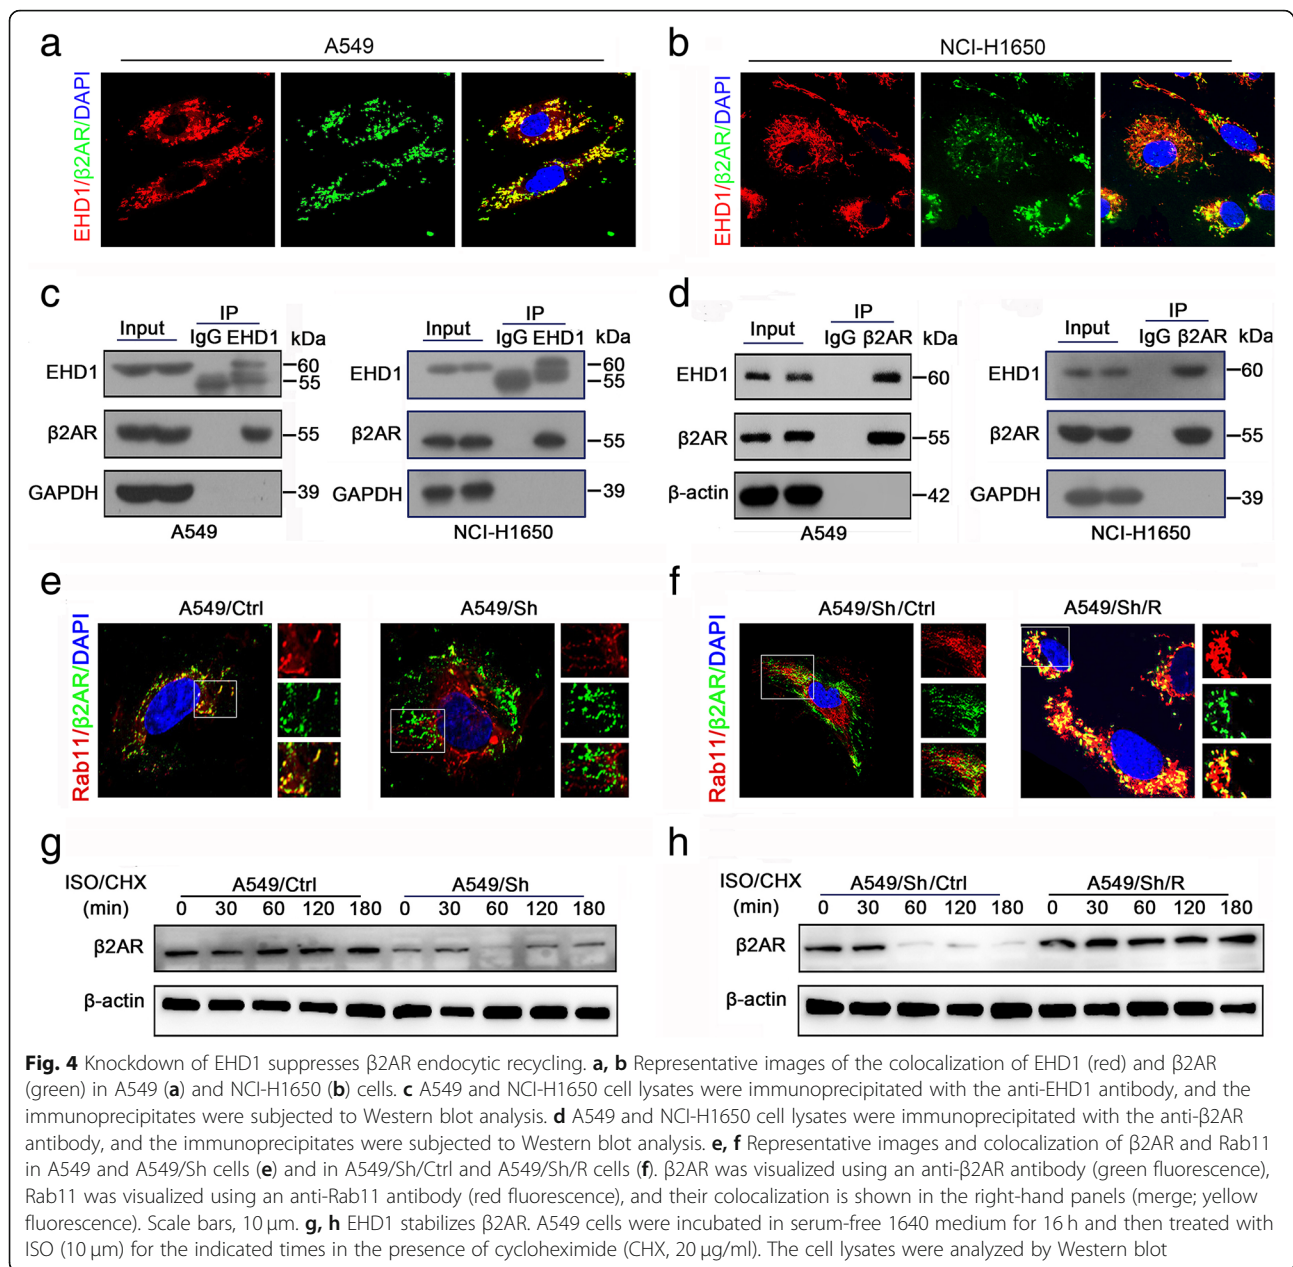 a
A549
EHD1/β2AR/DAPI
b
NCI-H1650
EHD1/β2AR/DAPI
c
Input
IP
IgG EHD1 kDa
EHD1
60
55
β2AR
55
GAPDH
39
A549
Input
IP
IgG EHD1 kDa
EHD1
60
55
β2AR
55
GAPDH
39
NCI-H1650
d
Input
IP
IgG β2AR kDa
EHD1
60
β2AR
55
β-actin
42
A549
Input
IP
IgG β2AR kDa
EHD1
60
β2AR
55
GAPDH
39
NCI-H1650
e
A549/Ctrl
A549/Sh
Rab11/β2AR/DAPI
f
A549/Sh/Ctrl
A549/Sh/R
Rab11/β2AR/DAPI
g
ISO/CHX
(min)
A549/Ctrl
A549/Sh
0 30 60 120 180 0 30 60 120 180
β2AR
β-actin
h
ISO/CHX
(min)
A549/Sh/Ctrl
A549/Sh/R
0 30 60 120 180 0 30 60 120 180
β2AR
β-actin
Fig. 4 Knockdown of EHD1 suppresses β2AR endocytic recycling. a, b Representative images of the colocalization of EHD1 (red) and β2AR
(green) in A549 (a) and NCI-H1650 (b) cells. c A549 and NCI-H1650 cell lysates were immunoprecipitated with the anti-EHD1 antibody, and the
immunoprecipitates were subjected to Western blot analysis. d A549 and NCI-H1650 cell lysates were immunoprecipitated with the anti-β2AR
antibody, and the immunoprecipitates were subjected to Western blot analysis. e, f Representative images and colocalization of β2AR and Rab11
in A549 and A549/Sh cells (e) and in A549/Sh/Ctrl and A549/Sh/R cells (f). β2AR was visualized using an anti-β2AR antibody (green fluorescence),
Rab11 was visualized using an anti-Rab11 antibody (red fluorescence), and their colocalization is shown in the right-hand panels (merge; yellow
fluorescence). Scale bars, 10 μm. g, h EHD1 stabilizes β2AR. A549 cells were incubated in serum-free 1640 medium for 16 h and then treated with
ISO (10 μm) for the indicated times in the presence of cycloheximide (CHX, 20 μg/ml). The cell lysates were analyzed by Western blot